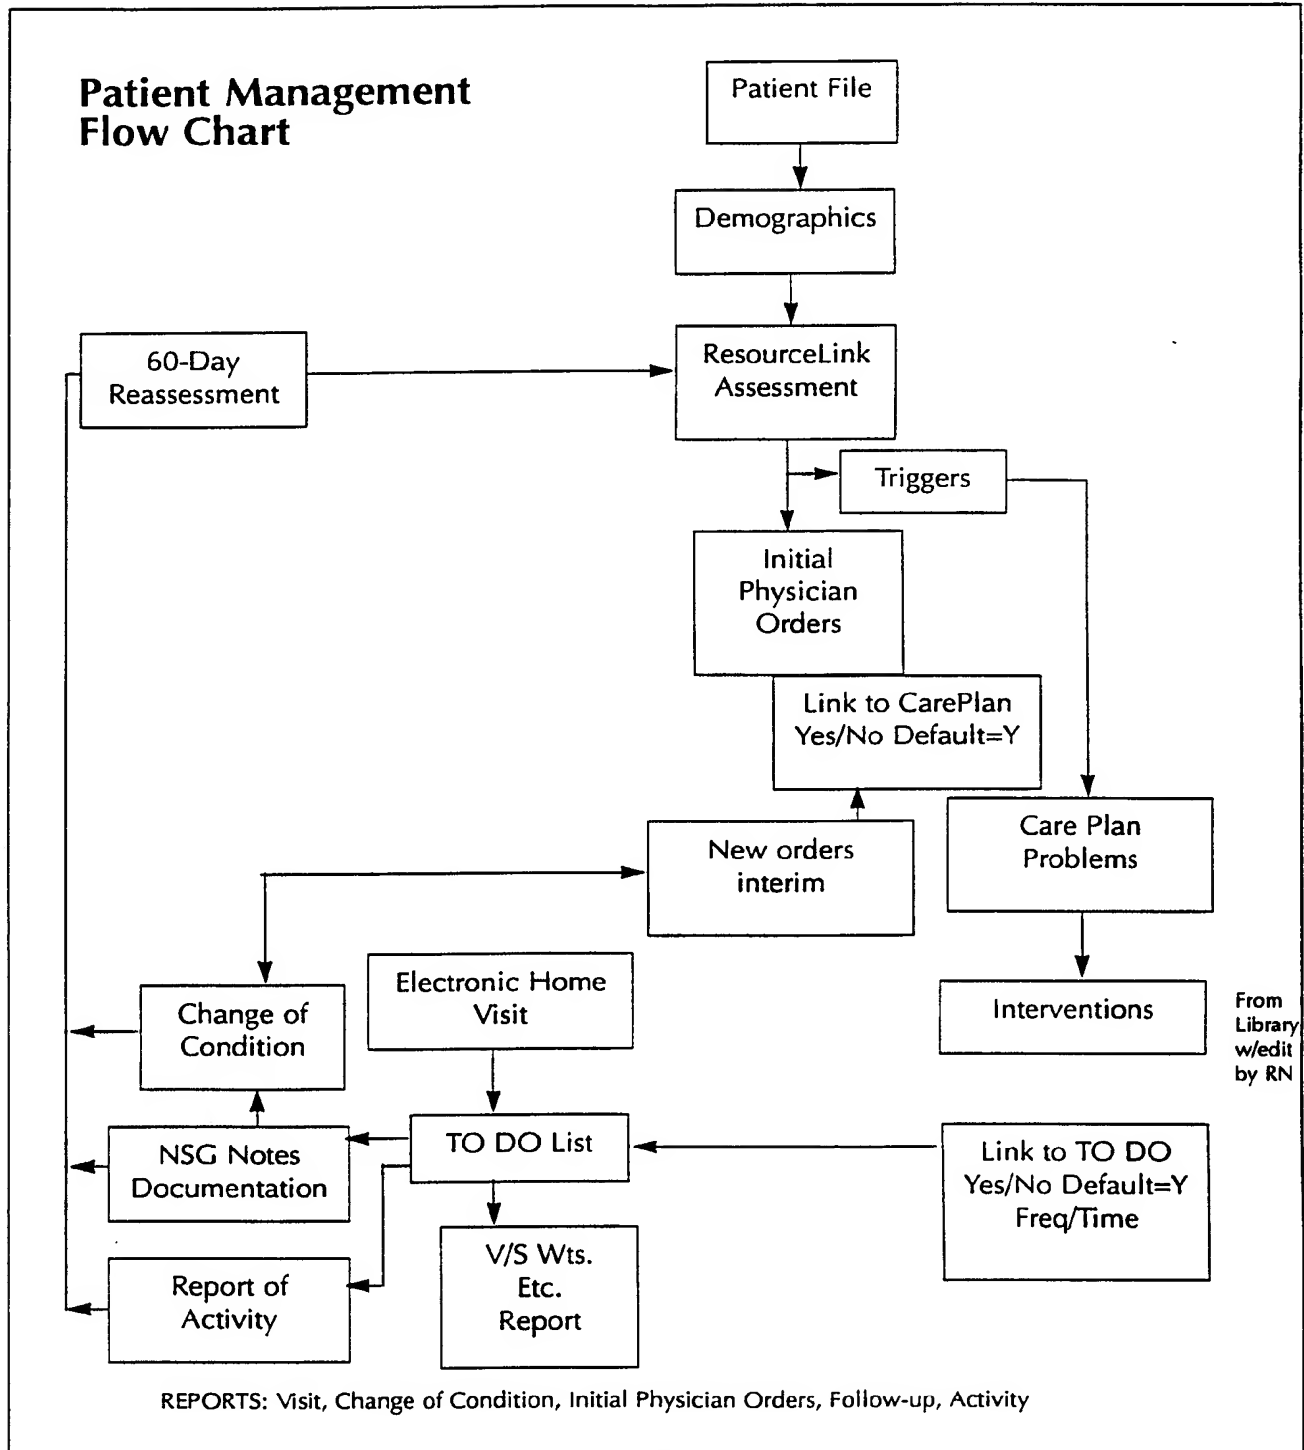 Patient Management
Flow Chart
Patient File
Demographics
60-Day
Reassessment
ResourceLink
Assessment
Triggers
Initial
Physician
Orders
Link to CarePlan
Yes/No Default=Y
New orders
interim
Care Plan
Problems
Change of
Condition
Electronic Home
Visit
Interventions
From
Library
w/edit
by RN
NSG Notes
Documentation
TO DO List
Link to TO DO
Yes/No Default=Y
Freq/Time
Report of
Activity
V/S Wts.
Etc.
Report
REPORTS: Visit, Change of Condition, Initial Physician Orders, Follow-up, Activity